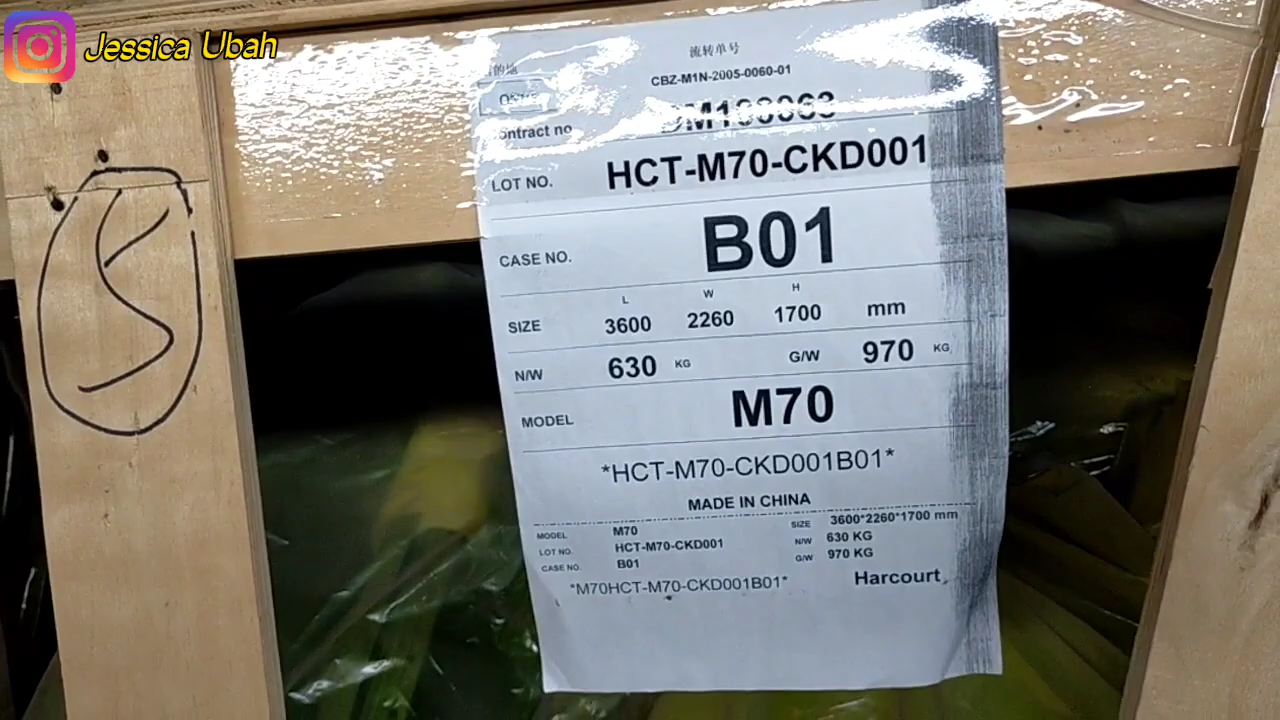 Jessica Ubah
流转单号
的地
CBZ-M1N-2005-0060-01
ontract no
LOT NO. HCT-M70-CKD001
CASE NO. B01
L W H
SIZE 3600 2260 1700 mm
N/W 630 KG G/W 970 KG
MODEL M70
*HCT-M70-CKD001B01*
MADE IN CHINA
MODEL M70 SIZE 3600*2260*1700 mm
LOT NO. HCT-M70-CKD001 N/W 630 KG
CASE NO. B01 G/W 970 KG
*M70HCT-M70-CKD001B01* Harcourt